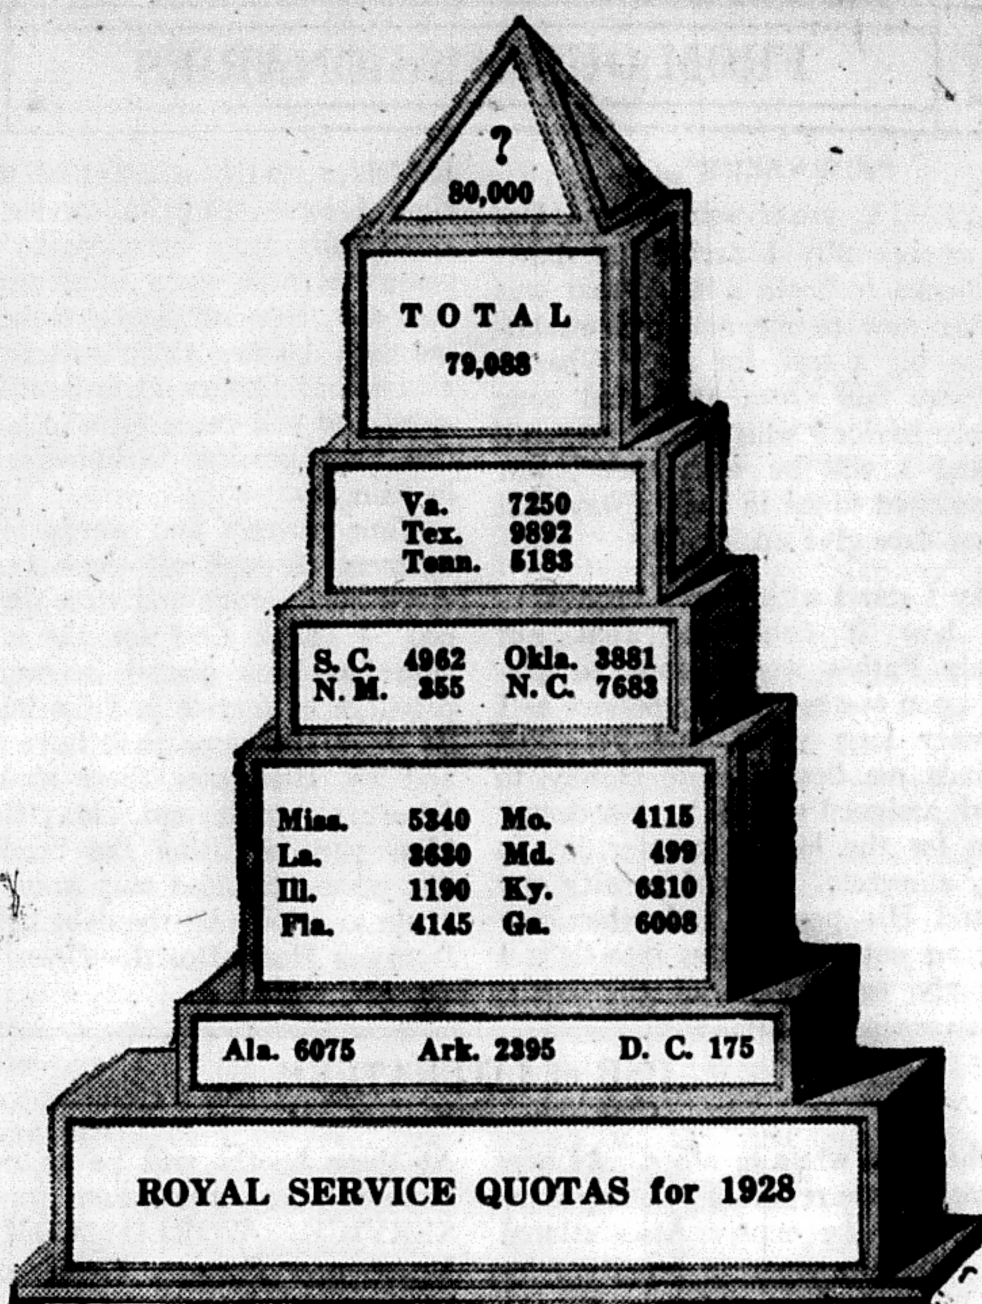 ?
80,000
TOTAL
79,088
Va. 7250
Tex. 9892
Tenn. 5183
S. C. 4962 Okla. 3881
N. M. 355 N. C. 7683
Miss. 5340 Mo. 4115
La. 3630 Md. 499
Ill. 1190 Ky. 6310
Fla. 4145 Ga. 6008
Ala. 6075 Ark. 2395 D. C. 175
ROYAL SERVICE QUOTAS for 1928